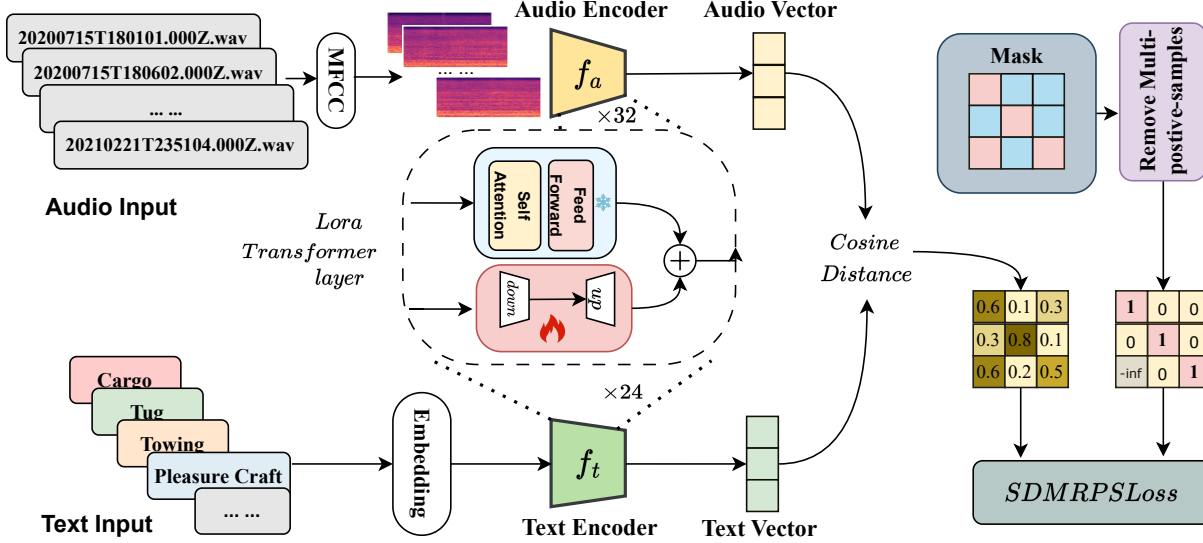 20200715T180101.000Z.wav
20200715T180602.000Z.wav
... ...
20210221T235104.000Z.wav
Audio Input
MFCC
... ...
Audio Encoder
f_a
×32
Audio Vector
Lora
Transformer
layer
Self
Attention
Feed
Forward
down
up
×24
Cargo
Tug
Towing
Pleasure Craft
... ...
Text Input
Embedding
f_t
Text Encoder
Text Vector
Cosine
Distance
Mask
Remove Multi-
postive-samples
0.6 0.1 0.3
0.3 0.8 0.1
0.6 0.2 0.5
1 0 0
0 1 0
-inf 0 1
SDMRPSLoss